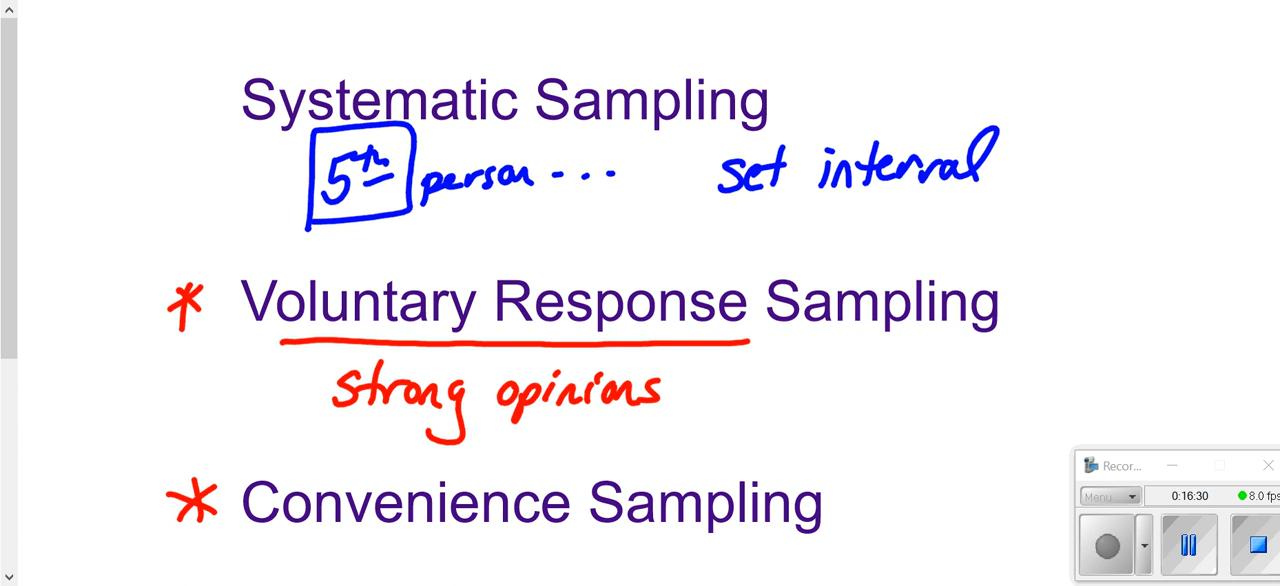 Systematic Sampling
5th person... set interval
* Voluntary Response Sampling
strong opinions
* Convenience Sampling
Recor...
Menu 0:16:30 8.0 fps